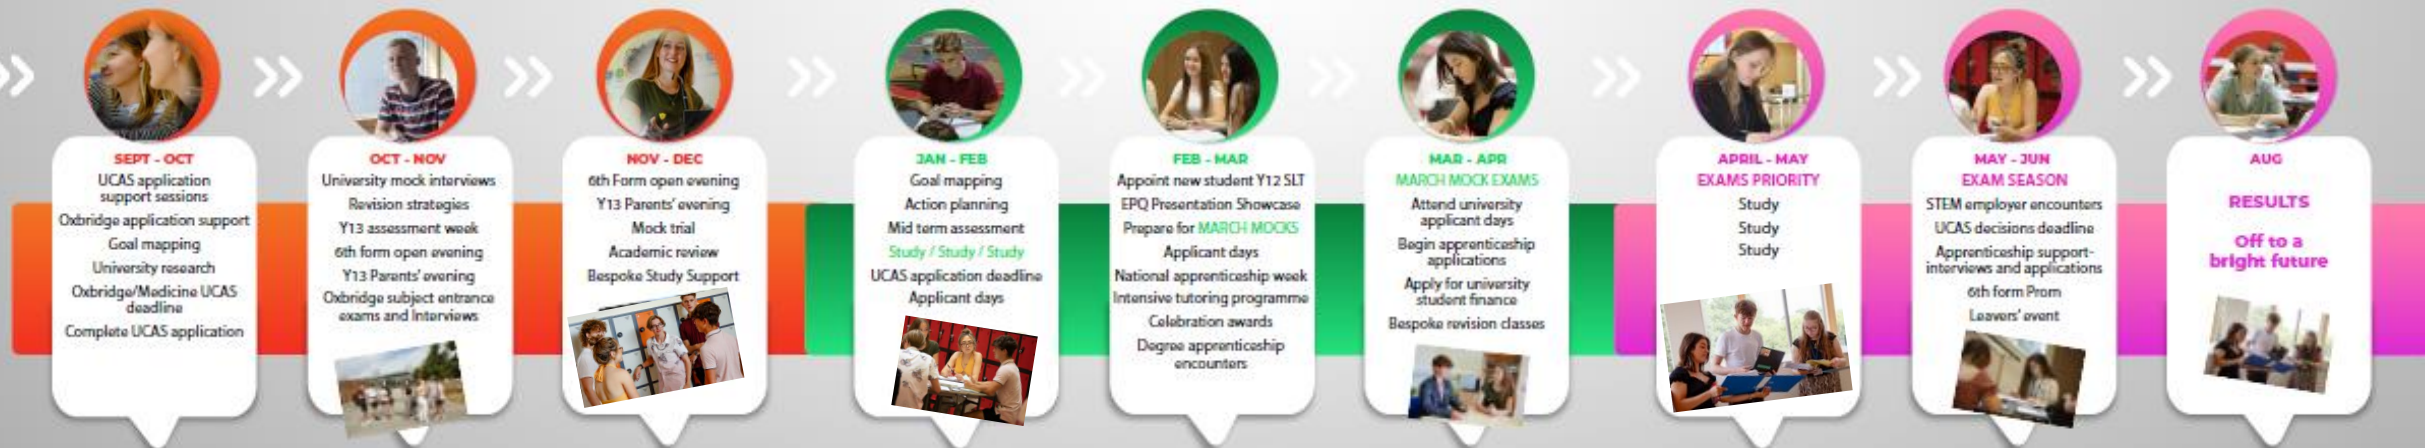 SEPT - OCT
UCAS application
support sessions
Oxbridge application support
Goal mapping
University research
Oxbridge/Medicine UCAS
deadline
Complete UCAS application
OCT - NOV
University mock interviews
Revision strategies
Y13 assessment week
6th form open evening
Y13 Parents' evening
Oxbridge subject entrance
exams and Interviews
NOV - DEC
6th Form open evening
Y13 Parents' evening
Mock trial
Academic review
Bespoke Study Support
JAN - FEB
Goal mapping
Action planning
Mid term assessment
Study / Study / Study
UCAS application deadline
Applicant days
FEB - MAR
Appoint new student Y12 SLT
EPQ Presentation Showcase
Prepare for MARCH MOCKS
Applicant days
National apprenticeship week
Intensive tutoring programme
Celebration awards
Degree apprenticeship
encounters
MAR - APR
MARCH MOCK EXAMS
Attend university
applicant days
Begin apprenticeship
applications
Apply for university
student finance
Bespoke revision classes
APRIL - MAY
EXAMS PRIORITY
Study
Study
Study
MAY - JUN
EXAM SEASON
STEM employer encounters
UCAS decisions deadline
Apprenticeship support-
interviews and applications
6th form Prom
Leavers' event
AUG
RESULTS
Off to a
bright future